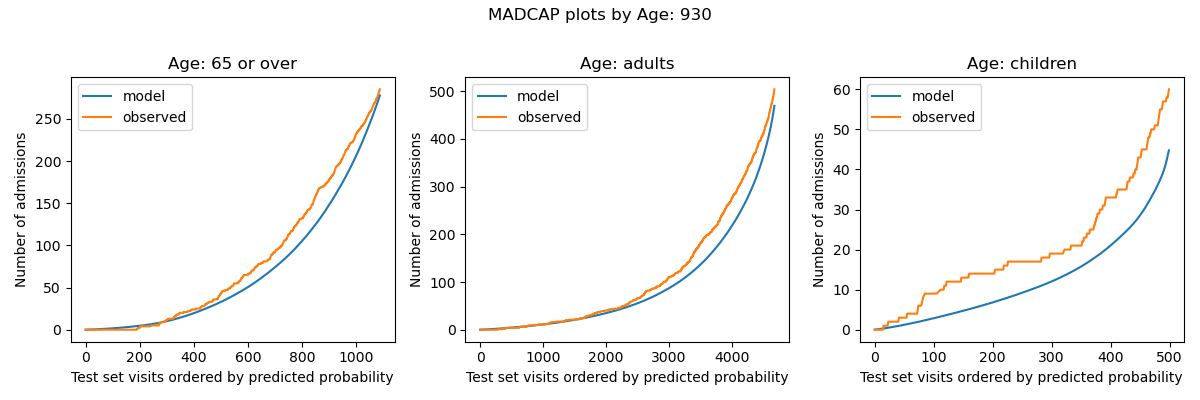 MADCAP plots by Age: 930
Age: 65 or over
model
observed
Number of admissions
0
50
100
150
200
250
0
200
400
600
800
1000
Test set visits ordered by predicted probability
Age: adults
model
observed
Number of admissions
0
100
200
300
400
500
0
1000
2000
3000
4000
Test set visits ordered by predicted probability
Age: children
model
observed
Number of admissions
0
10
20
30
40
50
60
0
100
200
300
400
500
Test set visits ordered by predicted probability